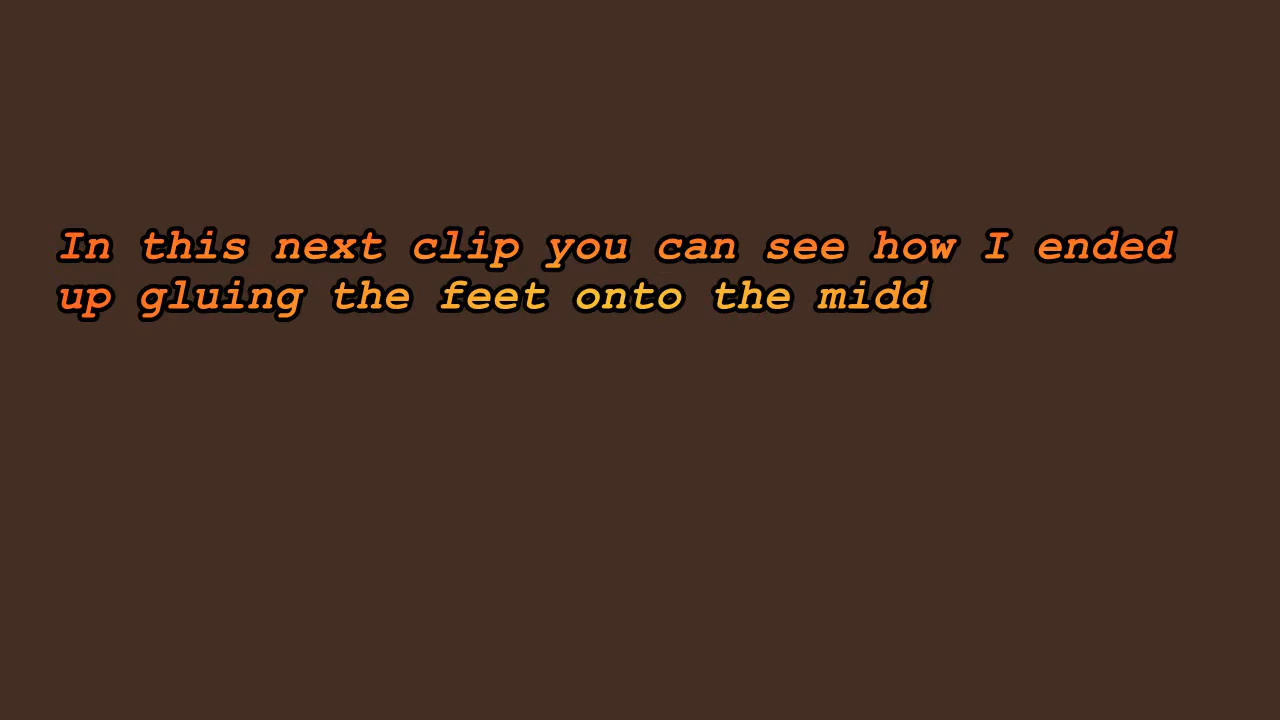 In this next clip you can see how I ended
up gluing the feet onto the midd